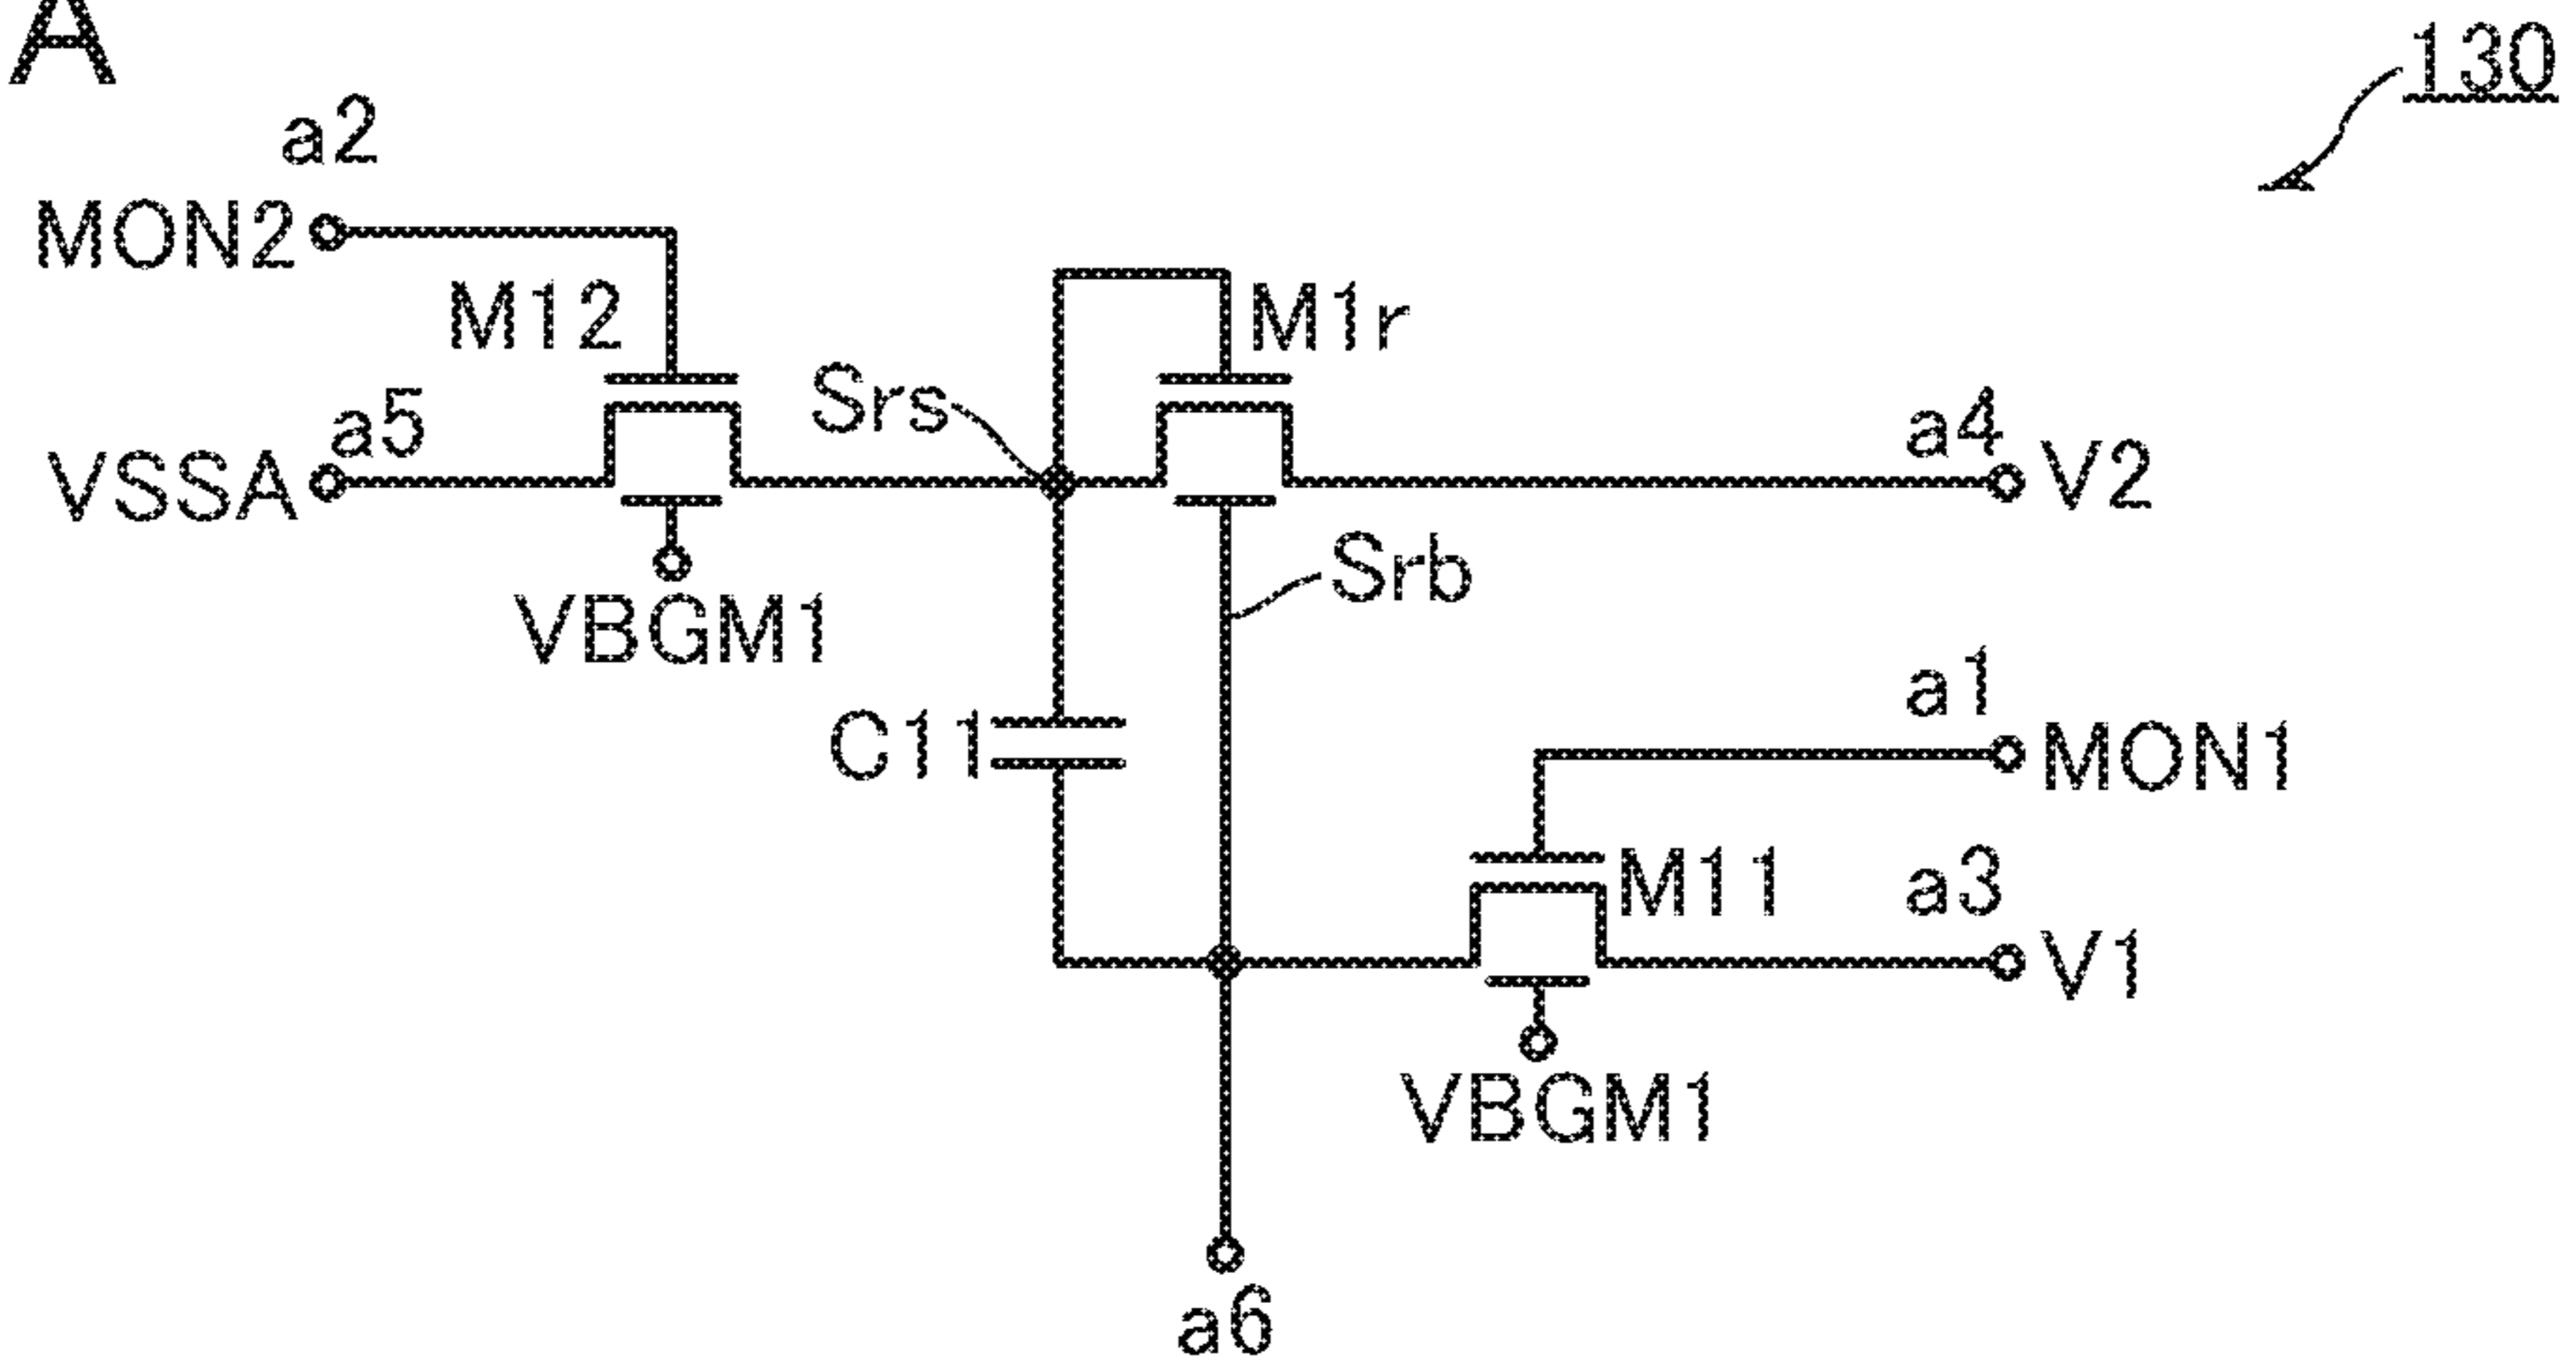 A
130
a2
MON2
M12
M1r
Srs
a5
a4
VSSA
V2
Srb
VBGM1
a1
C11
MON1
M11
a3
V1
VBGM1
a6